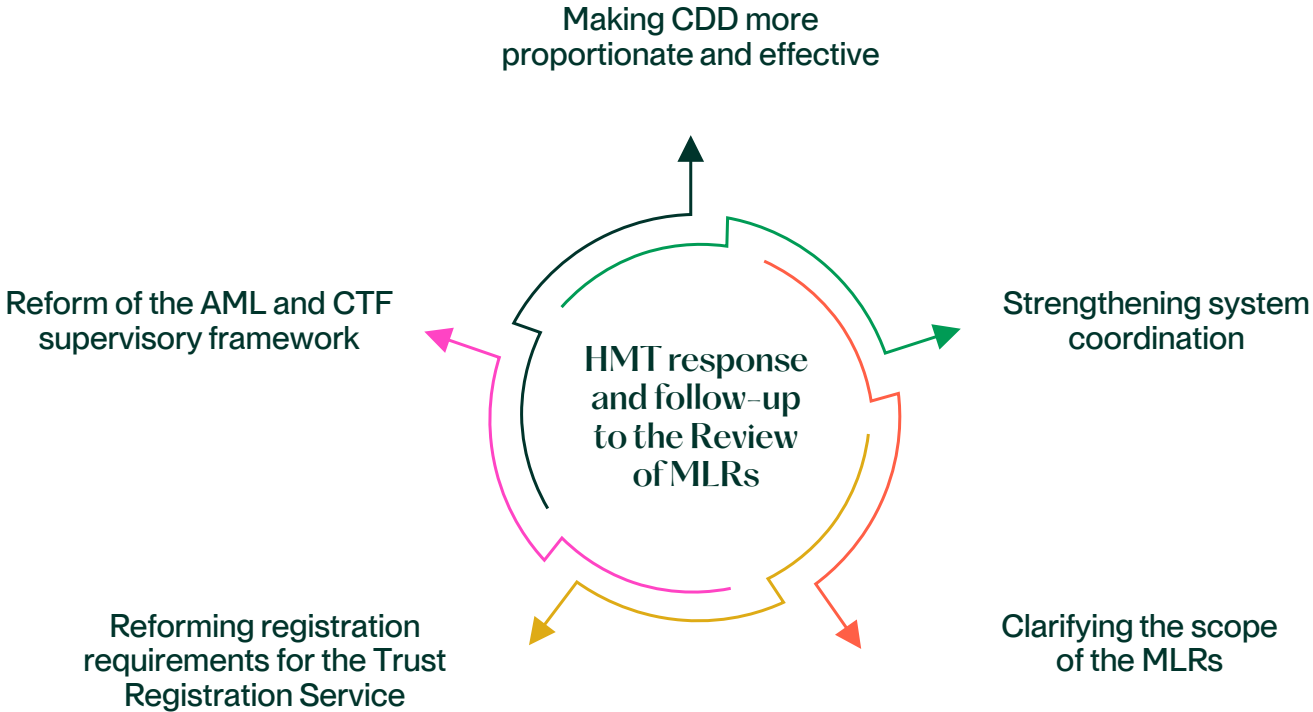 Making CDD more
proportionate and effective
Reform of the AML and CTF
supervisory framework
Strengthening system
coordination
HMT response
and follow-up
to the Review
of MLRs
Reforming registration
requirements for the Trust
Registration Service
Clarifying the scope
of the MLRs